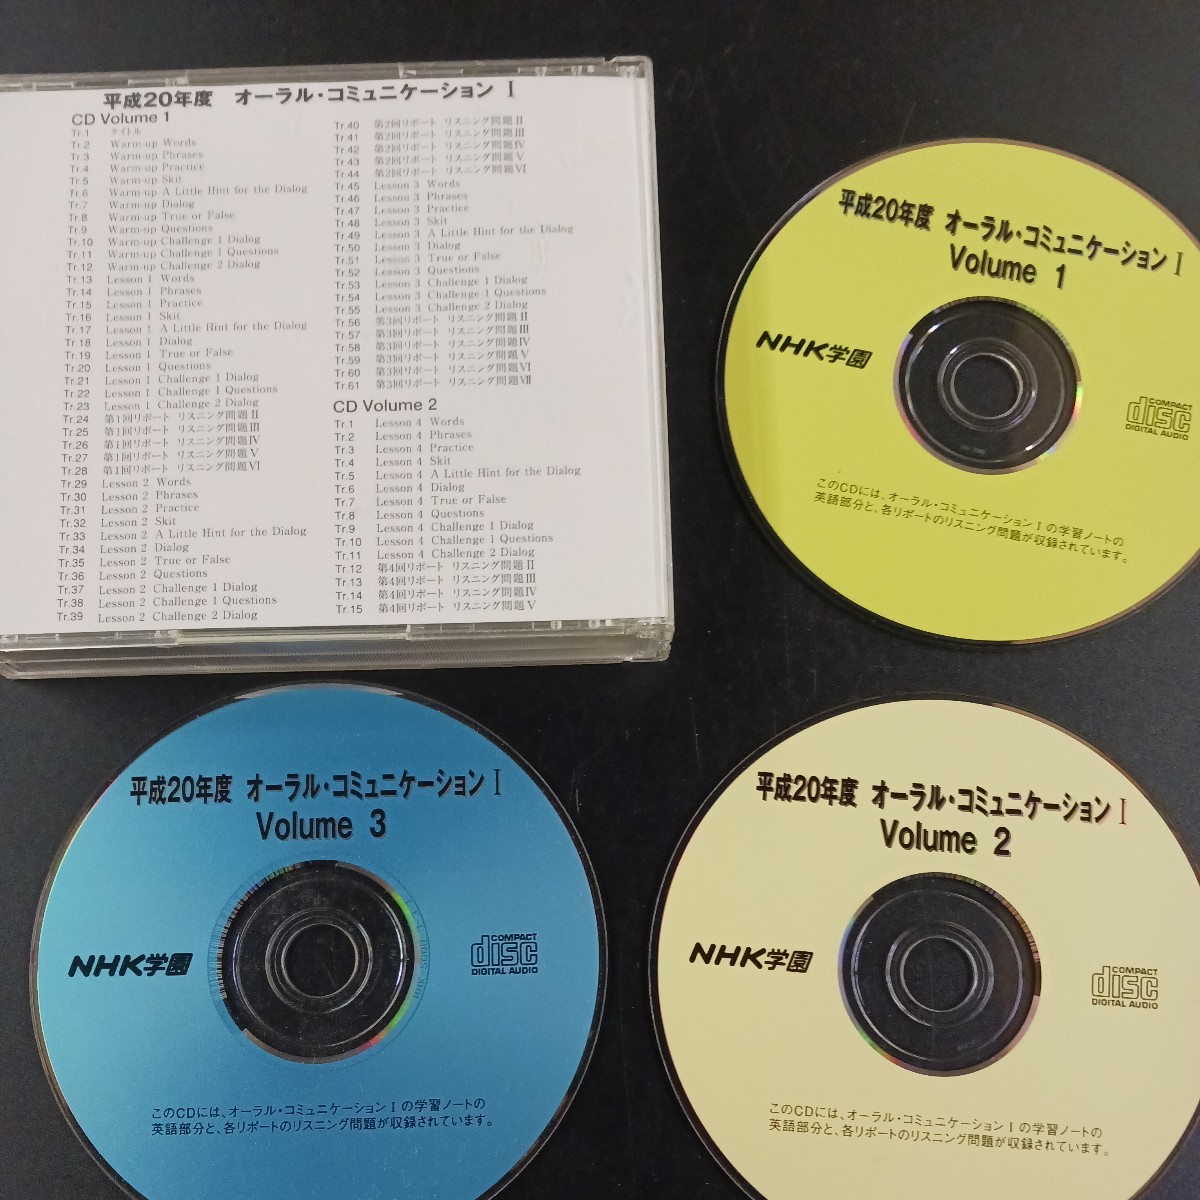 平成20年度 オーラル・コミュニケーション Ⅰ
CD Volume 1
Tr.1 タイトル
Tr.2 Warm-up Words
Tr.3 Warm-up Phrases
Tr.4 Warm-up Practice
Tr.5 Warm-up Skit
Tr.6 Warm-up A Little Hint for the Dialog
Tr.7 Warm-up Dialog
Tr.8 Warm-up True or False
Tr.9 Warm-up Questions
Tr.10 Warm-up Challenge 1 Dialog
Tr.11 Warm-up Challenge 1 Questions
Tr.12 Warm-up Challenge 2 Dialog
Tr.13 Lesson 1 Words
Tr.14 Lesson 1 Phrases
Tr.15 Lesson 1 Practice
Tr.16 Lesson 1 Skit
Tr.17 Lesson 1 A Little Hint for the Dialog
Tr.18 Lesson 1 Dialog
Tr.19 Lesson 1 True or False
Tr.20 Lesson 1 Questions
Tr.21 Lesson 1 Challenge 1 Dialog
Tr.22 Lesson 1 Challenge 1 Questions
Tr.23 Lesson 1 Challenge 2 Dialog
Tr.24 第1回リポート リスニング問題Ⅱ
Tr.25 第1回リポート リスニング問題Ⅲ
Tr.26 第1回リポート リスニング問題Ⅳ
Tr.27 第1回リポート リスニング問題Ⅴ
Tr.28 第1回リポート リスニング問題Ⅵ
Tr.29 Lesson 2 Words
Tr.30 Lesson 2 Phrases
Tr.31 Lesson 2 Practice
Tr.32 Lesson 2 Skit
Tr.33 Lesson 2 A Little Hint for the Dialog
Tr.34 Lesson 2 Dialog
Tr.35 Lesson 2 True or False
Tr.36 Lesson 2 Questions
Tr.37 Lesson 2 Challenge 1 Dialog
Tr.38 Lesson 2 Challenge 1 Questions
Tr.39 Lesson 2 Challenge 2 Dialog
Tr.40 第2回リポート リスニング問題Ⅱ
Tr.41 第2回リポート リスニング問題Ⅲ
Tr.42 第2回リポート リスニング問題Ⅳ
Tr.43 第2回リポート リスニング問題Ⅴ
Tr.44 第2回リポート リスニング問題Ⅵ
Tr.45 Lesson 3 Words
Tr.46 Lesson 3 Phrases
Tr.47 Lesson 3 Practice
Tr.48 Lesson 3 Skit
Tr.49 Lesson 3 A Little Hint for the Dialog
Tr.50 Lesson 3 Dialog
Tr.51 Lesson 3 True or False
Tr.52 Lesson 3 Questions
Tr.53 Lesson 3 Challenge 1 Dialog
Tr.54 Lesson 3 Challenge 1 Questions
Tr.55 Lesson 3 Challenge 2 Dialog
Tr.56 第3回リポート リスニング問題Ⅱ
Tr.57 第3回リポート リスニング問題Ⅲ
Tr.58 第3回リポート リスニング問題Ⅳ
Tr.59 第3回リポート リスニング問題Ⅴ
Tr.60 第3回リポート リスニング問題Ⅵ
Tr.61 第3回リポート リスニング問題Ⅶ
CD Volume 2
Tr.1 Lesson 4 Words
Tr.2 Lesson 4 Phrases
Tr.3 Lesson 4 Practice
Tr.4 Lesson 4 Skit
Tr.5 Lesson 4 A Little Hint for the Dialog
Tr.6 Lesson 4 Dialog
Tr.7 Lesson 4 True or False
Tr.8 Lesson 4 Questions
Tr.9 Lesson 4 Challenge 1 Dialog
Tr.10 Lesson 4 Challenge 1 Questions
Tr.11 Lesson 4 Challenge 2 Dialog
Tr.12 第4回リポート リスニング問題Ⅱ
Tr.13 第4回リポート リスニング問題Ⅲ
Tr.14 第4回リポート リスニング問題Ⅳ
Tr.15 第4回リポート リスニング問題Ⅴ
平成20年度 オーラル・コミュニケーション Ⅰ
Volume 1
NHK学園
COMPACT
disc
DIGITAL AUDIO
このCDには、オーラル・コミュニケーション Ⅰ の学習ノートの
英語部分と、各リポートのリスニング問題が収録されています。
平成20年度 オーラル・コミュニケーション Ⅰ
Volume 3
NHK学園
COMPACT
disc
DIGITAL AUDIO
このCDには、オーラル・コミュニケーション Ⅰ の学習ノートの
英語部分と、各リポートのリスニング問題が収録されています。
平成20年度 オーラル・コミュニケーション Ⅰ
Volume 2
NHK学園
COMPACT
disc
DIGITAL AUDIO
このCDには、オーラル・コミュニケーション Ⅰ の学習ノートの
英語部分と、各リポートのリスニング問題が収録されています。